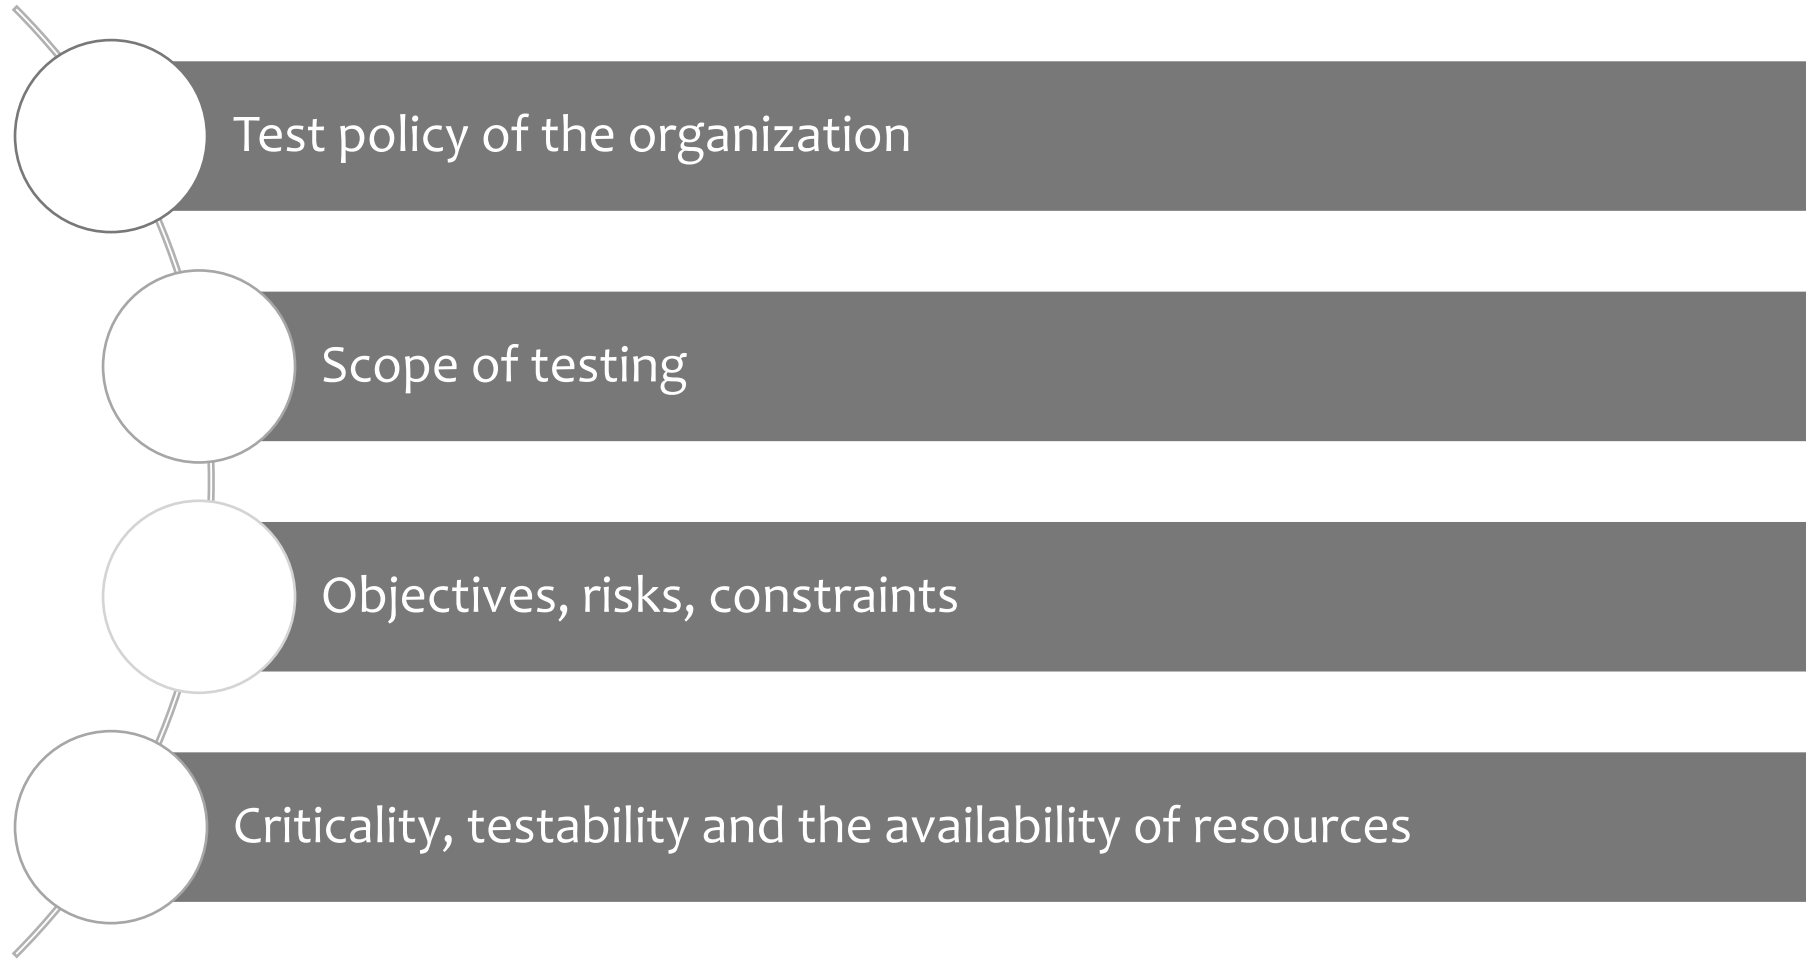 Test policy of the organization
Scope of testing
Objectives, risks, constraints
Criticality, testability and the availability of resources